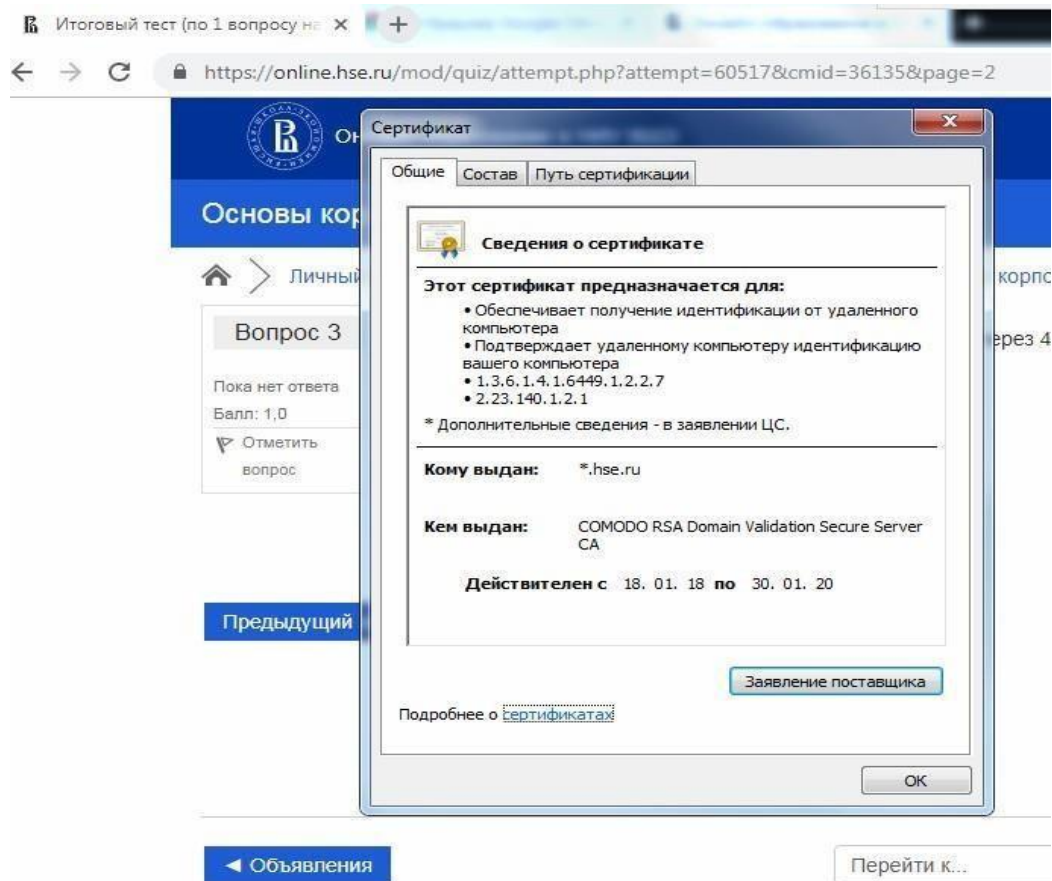 Итоговый тест (по 1 вопросу на
https://online.hse.ru/mod/quiz/attempt.php?attempt=60517&cmid=36135&page=2
Сертификат
Общие Состав Путь сертификации
Основы кор
Сведения о сертификате
Личный
Этот сертификат предназначается для:
• Обеспечивает получение идентификации от удаленного
компьютера
• Подтверждает удаленному компьютеру идентификацию
вашего компьютера
• 1.3.6.1.4.1.6449.1.2.2.7
• 2.23.140.1.2.1
* Дополнительные сведения - в заявлении ЦС.
корпо
Вопрос 3
Пока нет ответа
Балл: 1,0
Отметить
вопрос
ерез 4
Кому выдан: *.hse.ru
Кем выдан: COMODO RSA Domain Validation Secure Server
CA
Действителен с 18. 01. 18 по 30. 01. 20
Предыдущий
Заявление поставщика
Подробнее о сертификатах
ОК
◄ Объявления
Перейти к...